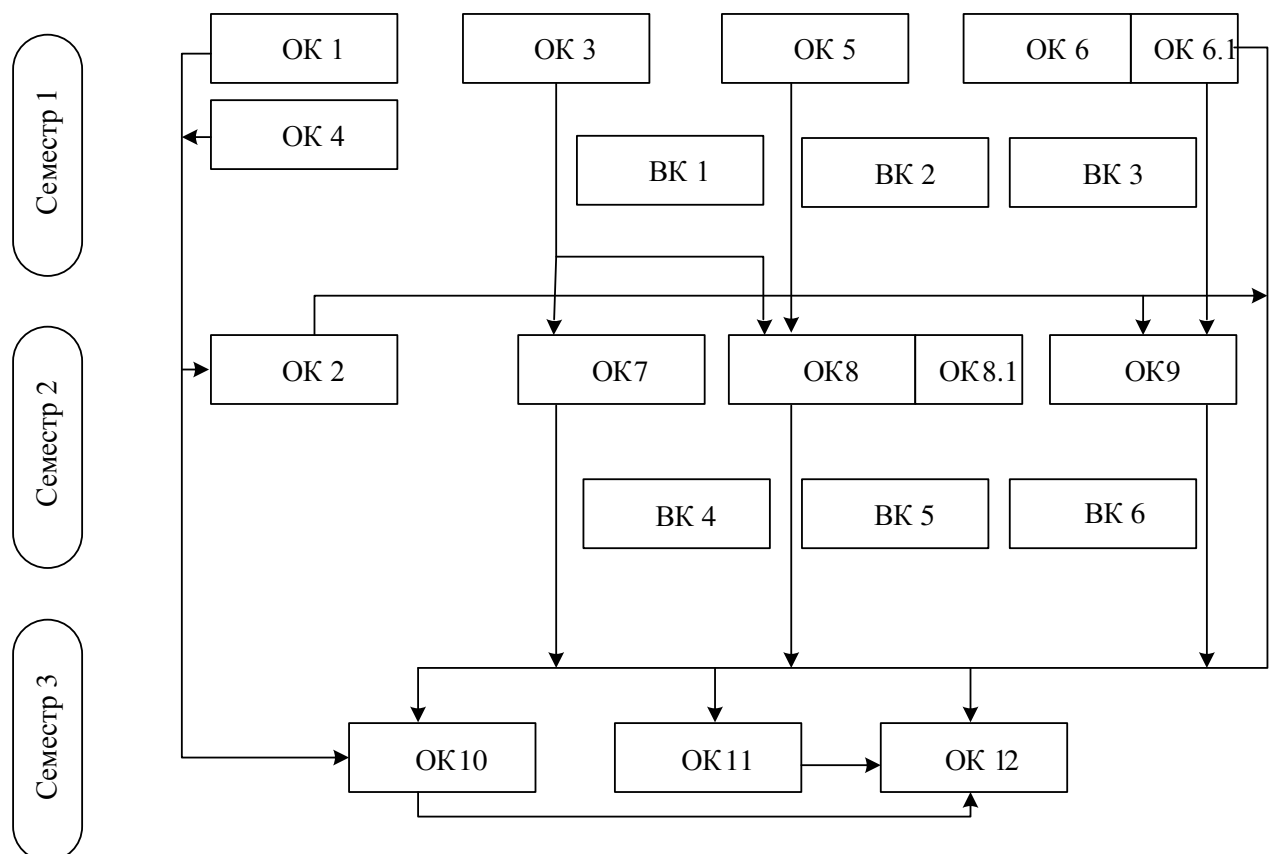 Семестр 1
ОК 1
ОК 3
ОК 5
ОК 6
ОК 6.1
ОК 4
ВК 1
ВК 2
ВК 3
Семестр 2
ОК 2
ОК7
ОК8
ОК8.1
ОК9
ВК 4
ВК 5
ВК 6
Семестр 3
ОК10
ОК11
ОК 12